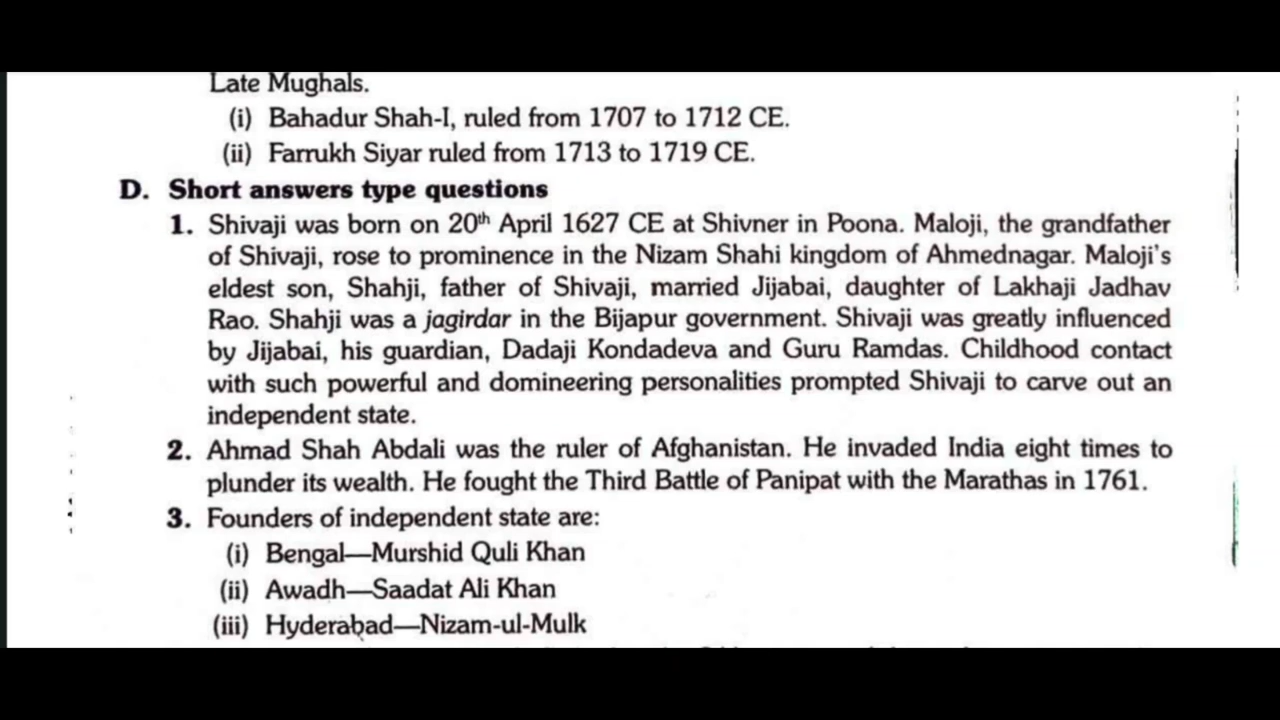 Late Mughals.
(i) Bahadur Shah-I, ruled from 1707 to 1712 CE.
(ii) Farrukh Siyar ruled from 1713 to 1719 CE.
D. Short answers type questions
1. Shivaji was born on 20th April 1627 CE at Shivner in Poona. Maloji, the grandfather
of Shivaji, rose to prominence in the Nizam Shahi kingdom of Ahmednagar. Maloji's
eldest son, Shahji, father of Shivaji, married Jijabai, daughter of Lakhaji Jadhav
Rao. Shahji was a jagirdar in the Bijapur government. Shivaji was greatly influenced
by Jijabai, his guardian, Dadaji Kondadeva and Guru Ramdas. Childhood contact
with such powerful and domineering personalities prompted Shivaji to carve out an
independent state.
2. Ahmad Shah Abdali was the ruler of Afghanistan. He invaded India eight times to
plunder its wealth. He fought the Third Battle of Panipat with the Marathas in 1761.
3. Founders of independent state are:
(i) Bengal—Murshid Quli Khan
(ii) Awadh—Saadat Ali Khan
(iii) Hyderabad—Nizam-ul-Mulk